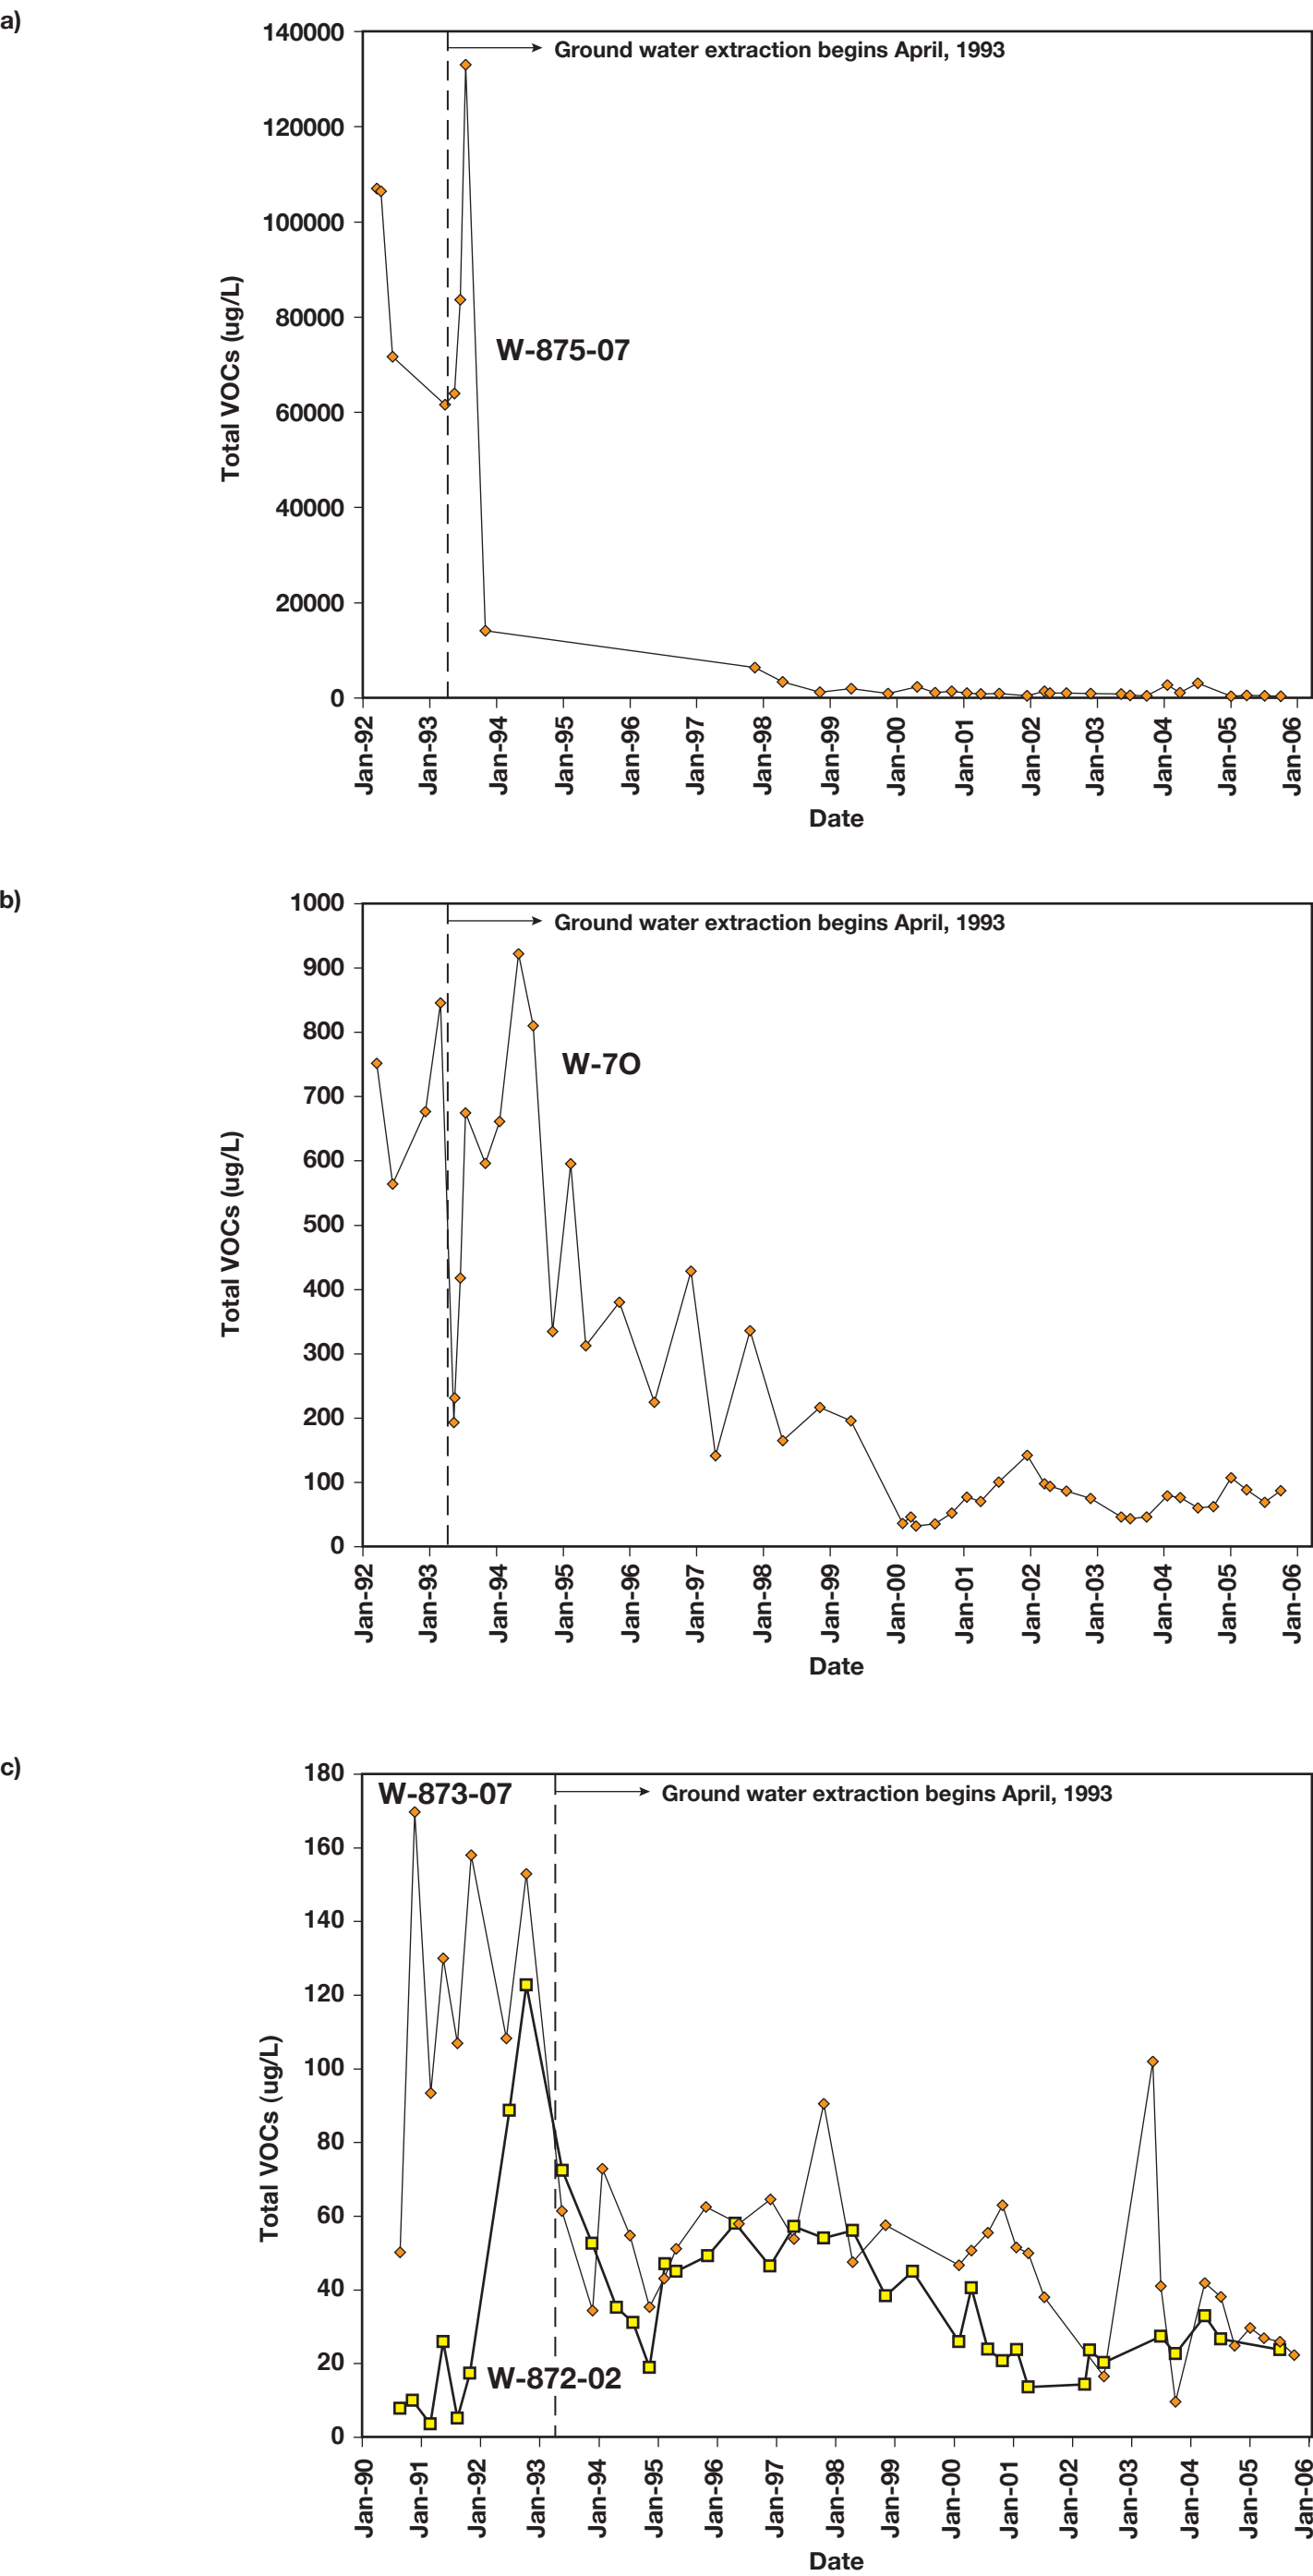 a)
140000
Ground water extraction begins April, 1993
120000
100000
80000
W-875-07
60000
40000
20000
0
Total VOCs (ug/L)
Jan-92
Jan-93
Jan-94
Jan-95
Jan-96
Jan-97
Jan-98
Jan-99
Jan-00
Jan-01
Jan-02
Jan-03
Jan-04
Jan-05
Jan-06
Date
b)
1000
Ground water extraction begins April, 1993
900
800
W-7O
700
600
500
400
300
200
100
0
Total VOCs (ug/L)
Jan-92
Jan-93
Jan-94
Jan-95
Jan-96
Jan-97
Jan-98
Jan-99
Jan-00
Jan-01
Jan-02
Jan-03
Jan-04
Jan-05
Jan-06
Date
c)
180
W-873-07
Ground water extraction begins April, 1993
160
140
120
100
80
60
40
20
W-872-02
0
Total VOCs (ug/L)
Jan-90
Jan-91
Jan-92
Jan-93
Jan-94
Jan-95
Jan-96
Jan-97
Jan-98
Jan-99
Jan-00
Jan-01
Jan-02
Jan-03
Jan-04
Jan-05
Jan-06
Date